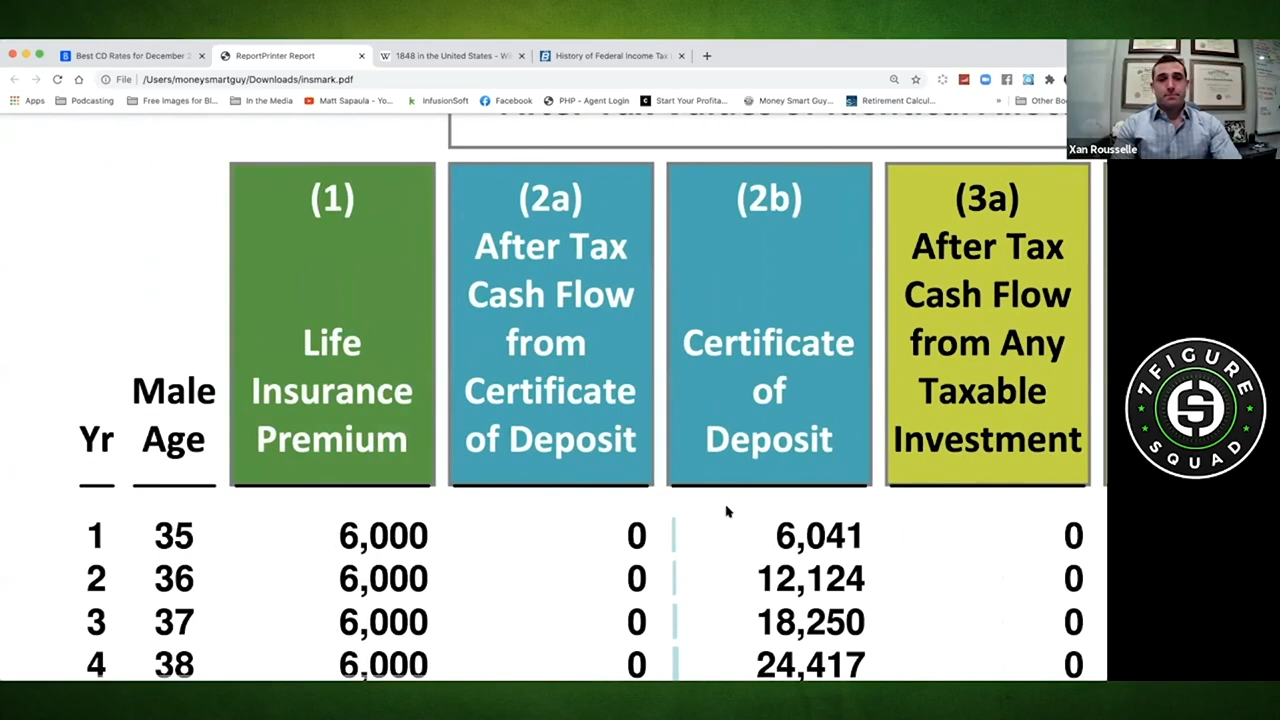 Best CD Rates for December 2
ReportPrinter Report
1848 in the United States - Wi
History of Federal Income Tax
File /Users/moneysmartguy/Downloads/insmark.pdf
Apps Podcasting Free Images for Bl... In the Media Matt Sapaula - Yo... InfusionSoft Facebook PHP - Agent Login Start Your Profita... Money Smart Guy... Retirement Calcul... » Other Bo
Xan Rousselle
(1)
Life
Insurance
Premium
(2a)
After Tax
Cash Flow
from
Certificate
of Deposit
(2b)
Certificate
of
Deposit
(3a)
After Tax
Cash Flow
from Any
Taxable
Investment
Yr
Male
Age
1 35 6,000 0 6,041 0
2 36 6,000 0 12,124 0
3 37 6,000 0 18,250 0
4 38 6,000 0 24,417 0
7FIGURE
SQUAD